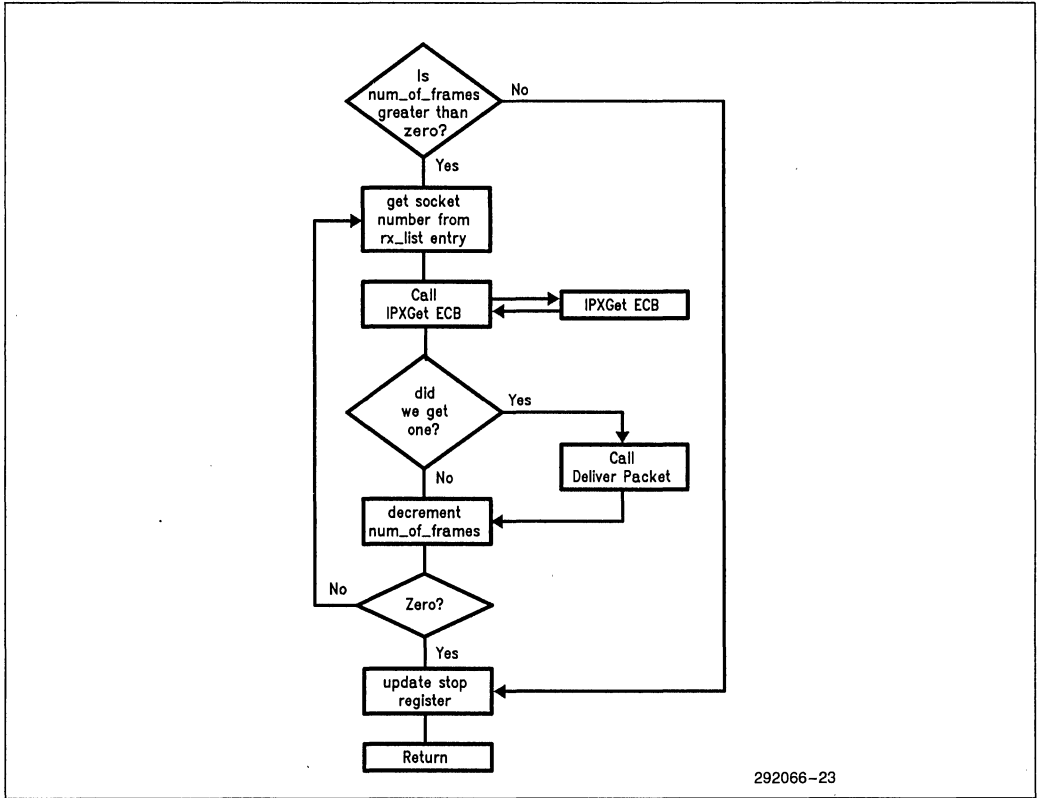 Is
num_of_frames
greater than
zero?
No
Yes
get socket
number from
rx_list entry
Call
IPXGet ECB
IPXGet ECB
did
we get
one?
Yes
No
Call
Deliver Packet
decrement
num_of_frames
No
Zero?
Yes
update stop
register
Return
292066-23